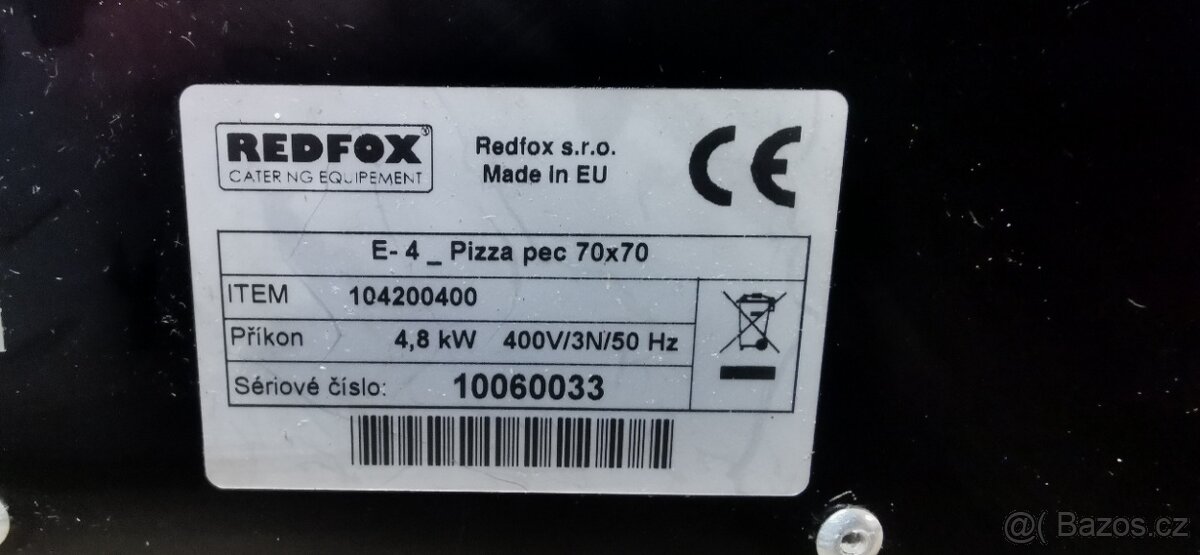 REDFOX®
CATERING EQUIPEMENT
Redfox s.r.o.
Made in EU
CE
E- 4 _ Pizza pec 70x70
ITEM 104200400
Příkon 4,8 kW 400V/3N/50 Hz
Sériové číslo: 10060033
@( Bazos.cz